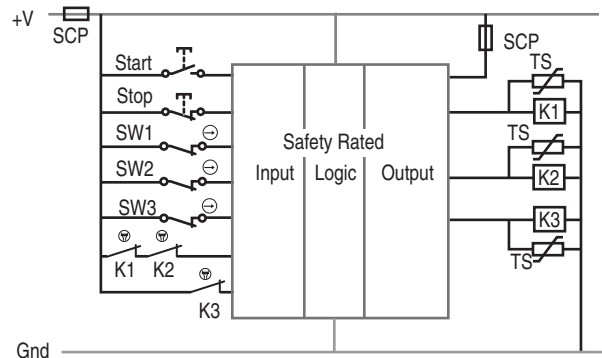 +V
SCP
SCP
Start
TS
Stop
K1
SW1
Safety Rated
TS
SW2
Input Logic Output
K2
SW3
K3
K1 K2
TS
K3
Gnd